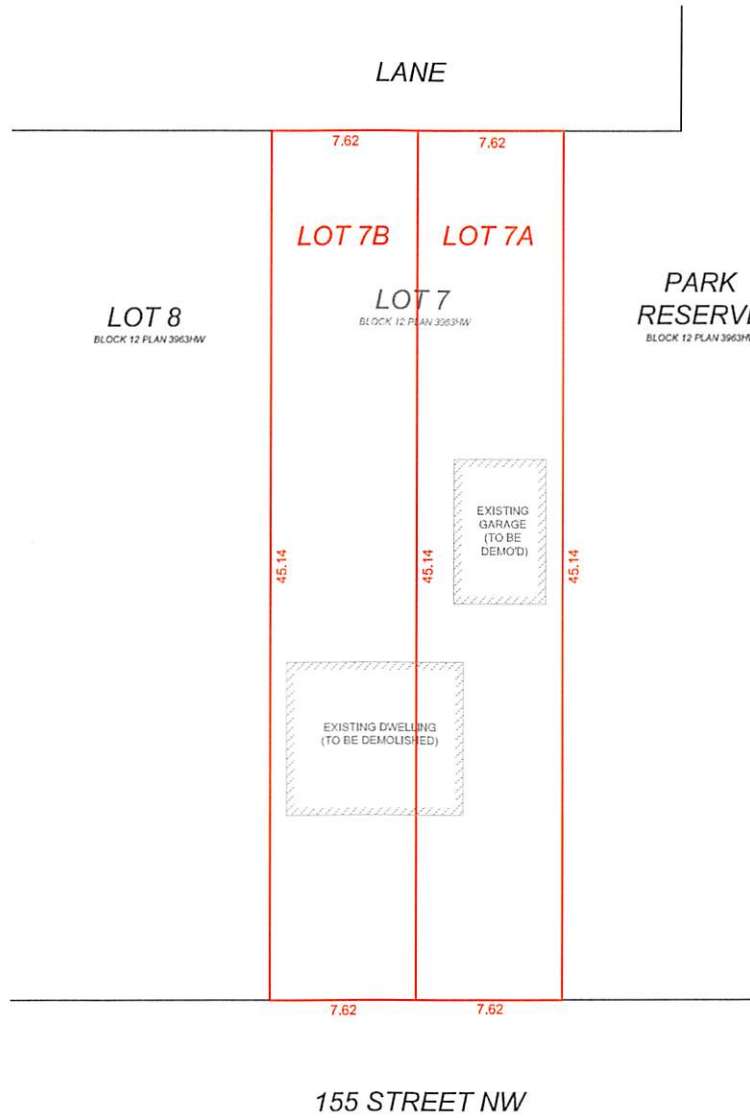 LANE
7.62 7.62
LOT 7B LOT 7A
LOT 7
BLOCK 12 PLAN 3963HW
LOT 8
BLOCK 12 PLAN 3963HW
PARK
RESERVE
BLOCK 12 PLAN 3963HW
EXISTING
GARAGE
(TO BE
DEMO'D)
45.14 45.14 45.14
EXISTING DWELLING
(TO BE DEMOLISHED)
7.62 7.62
155 STREET NW